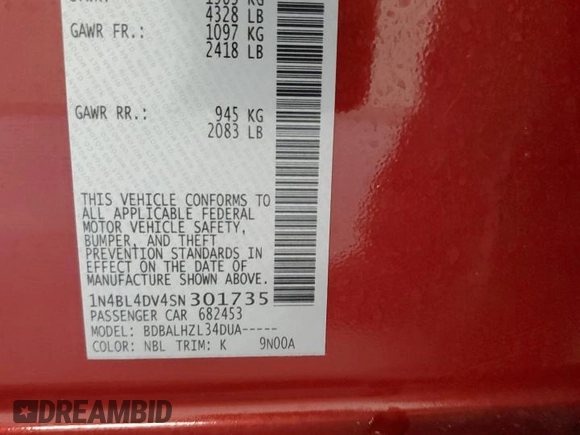 4328 LB
GAWR FR.: 1097 KG
2418 LB
GAWR RR.: 945 KG
2083 LB
THIS VEHICLE CONFORMS TO
ALL APPLICABLE FEDERAL
MOTOR VEHICLE SAFETY,
BUMPER, AND THEFT
PREVENTION STANDARDS IN
EFFECT ON THE DATE OF
MANUFACTURE SHOWN ABOVE.
1N4BL4DV4SN301735
PASSENGER CAR 682453
MODEL: BDBALHZL34DUA-----
COLOR: NBL TRIM: K 9N00A
DREAMBID